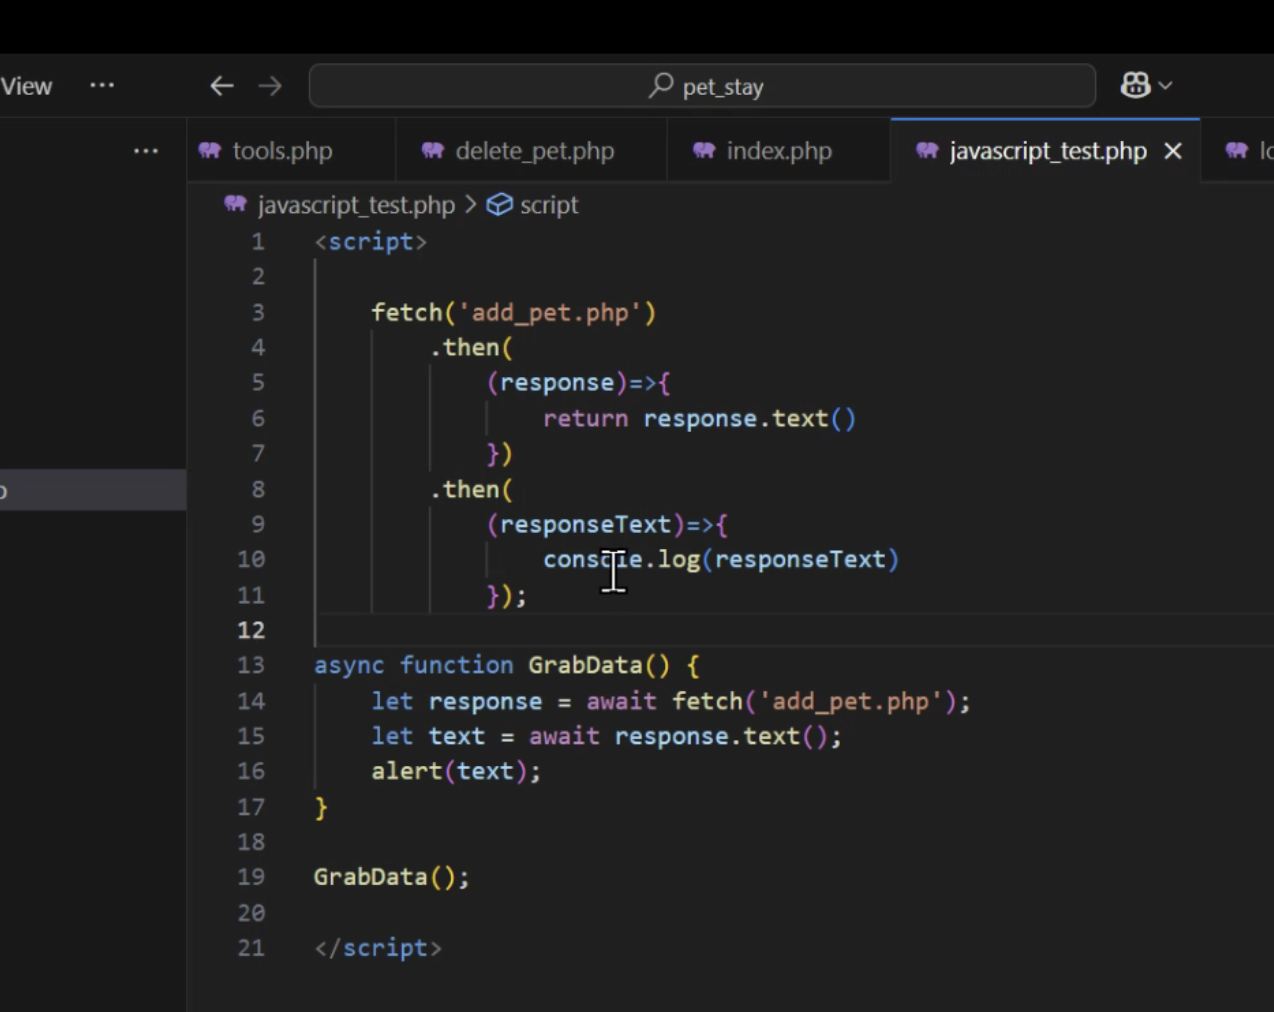 View ··· ← → pet_stay
··· tools.php delete_pet.php index.php javascript_test.php ×
javascript_test.php > script
1 <script>
2
3 fetch('add_pet.php')
4 .then(
5 (response)=>{
6 return response.text()
7 })
8 .then(
9 (responseText)=>{
10 console.log(responseText)
11 });
12
13 async function GrabData() {
14 let response = await fetch('add_pet.php');
15 let text = await response.text();
16 alert(text);
17 }
18
19 GrabData();
20
21 </script>